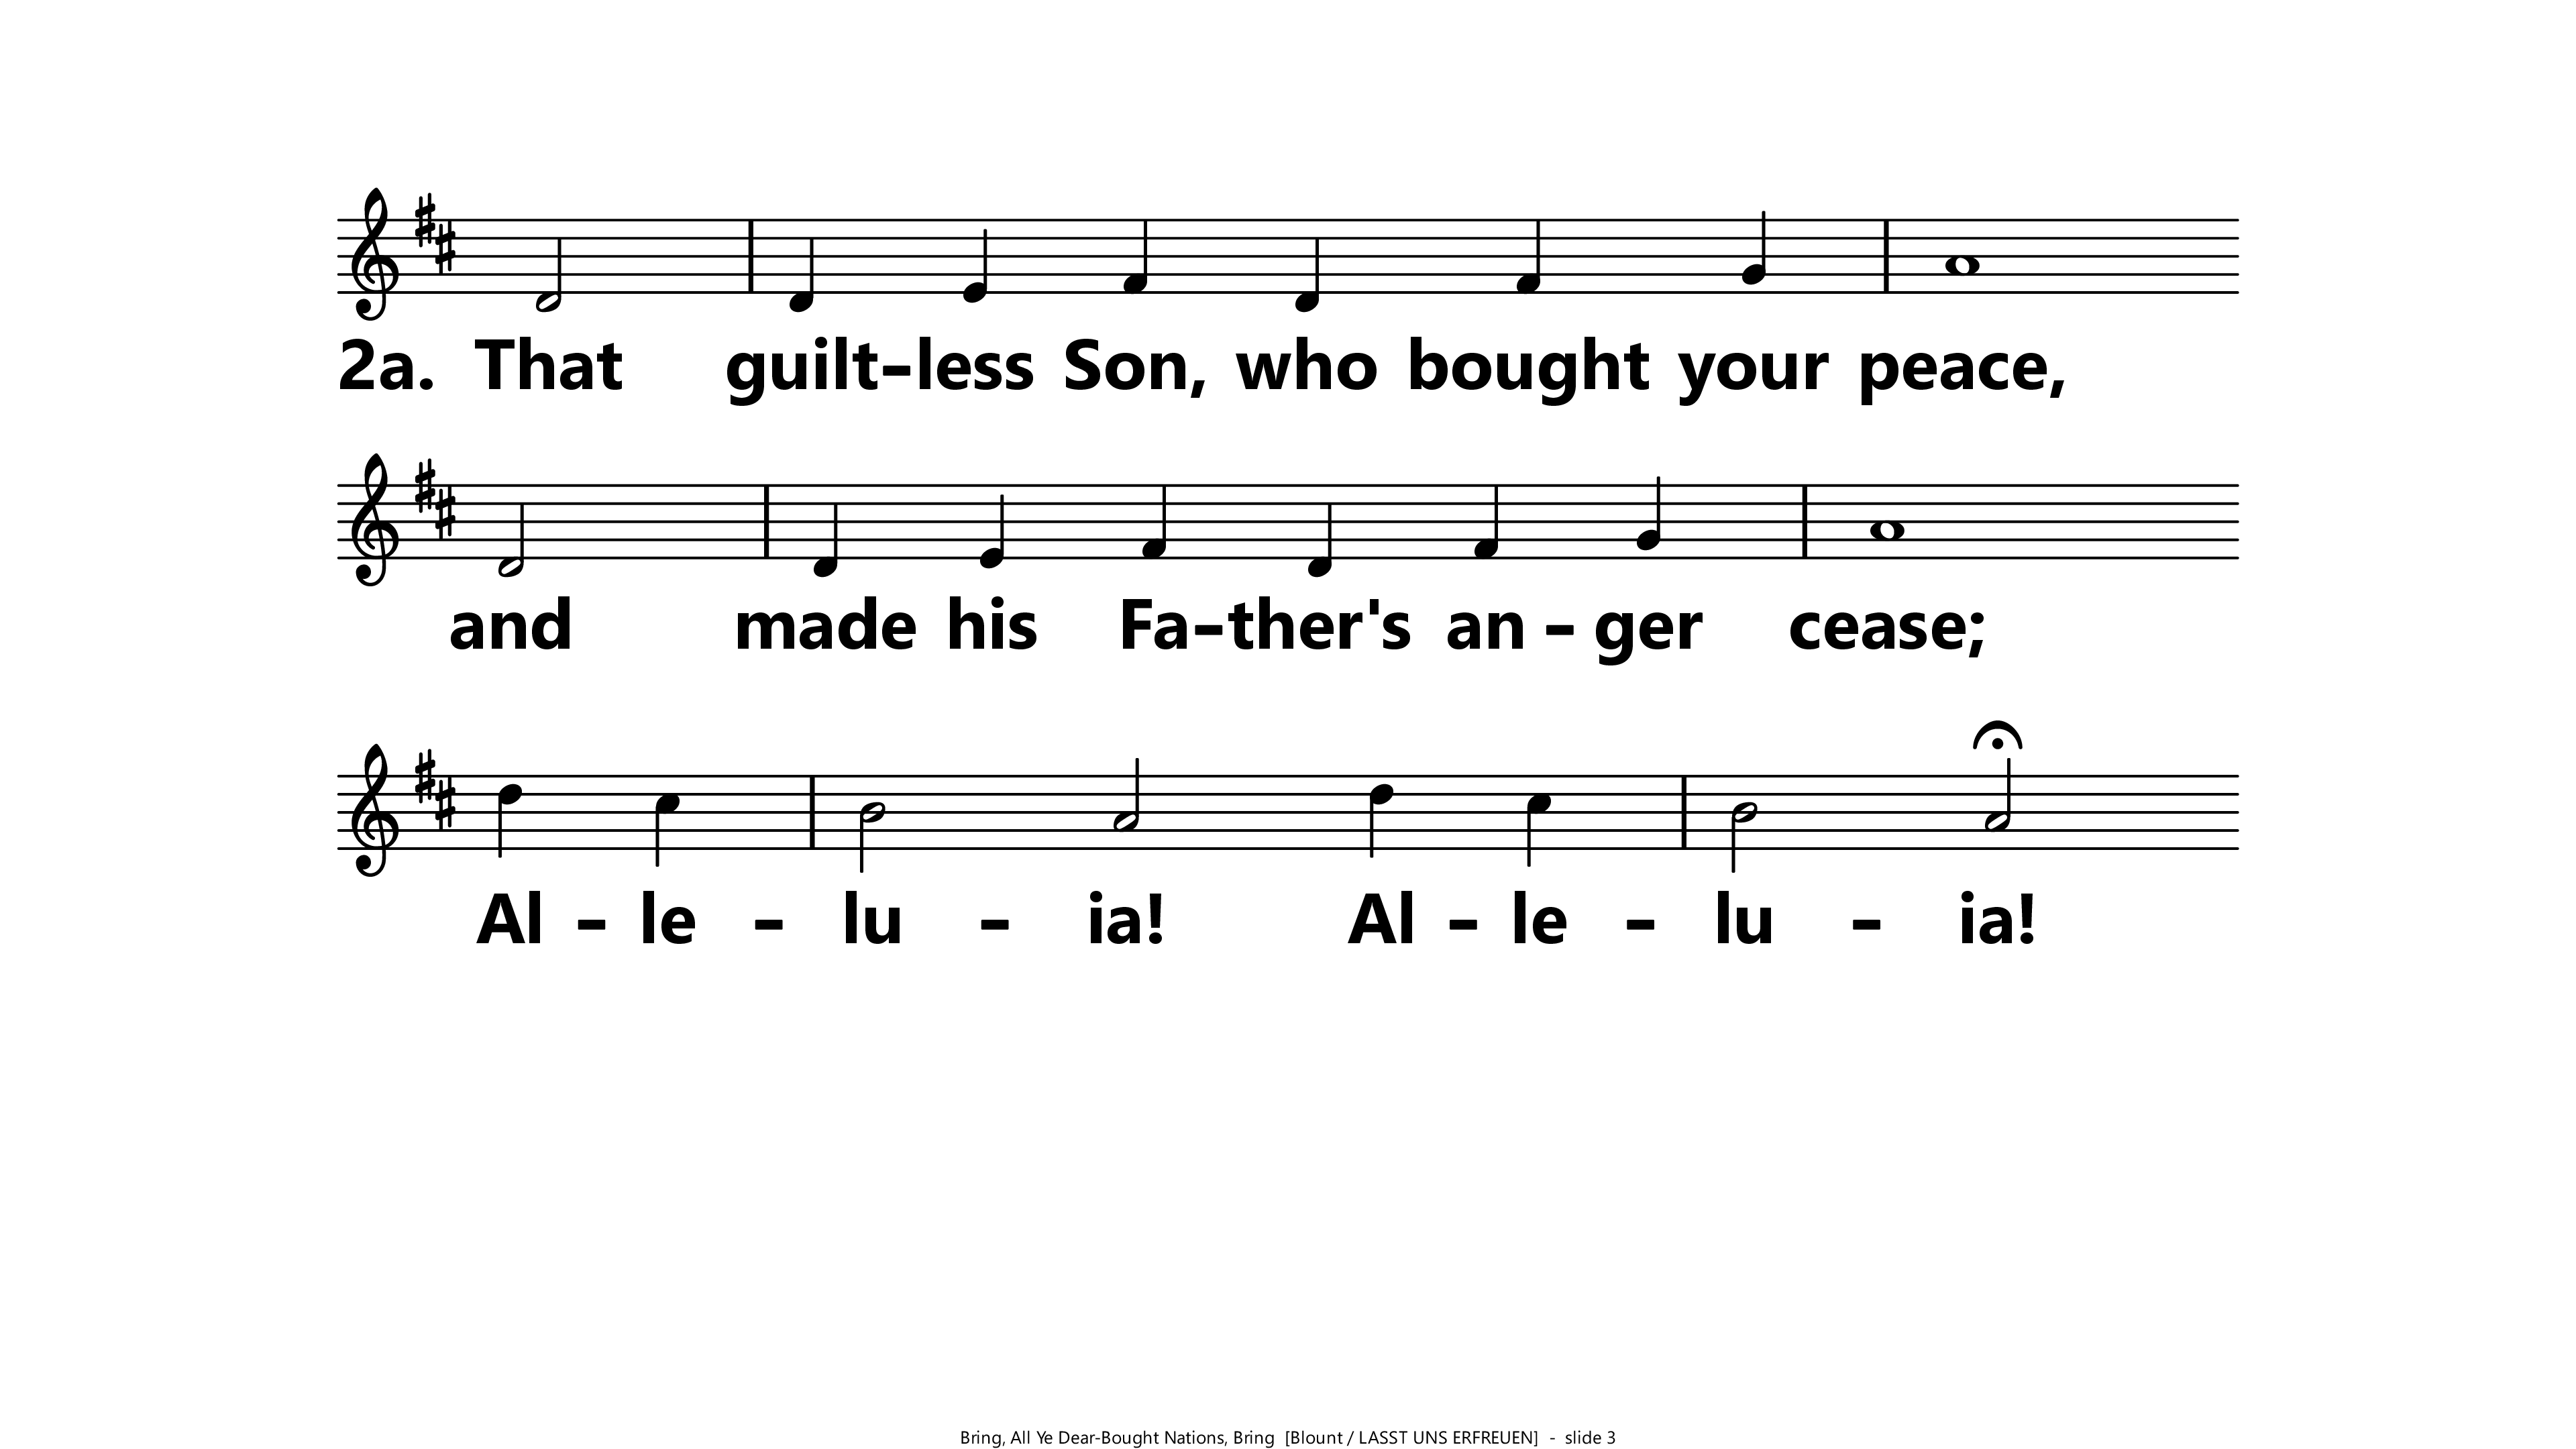 2a. That guilt-less Son, who bought your peace,
and made his Fa-ther's an - ger cease;
Al - le - lu - ia! Al - le - lu - ia!
Bring, All Ye Dear-Bought Nations, Bring [Blount / LASST UNS ERFREUEN] - slide 3